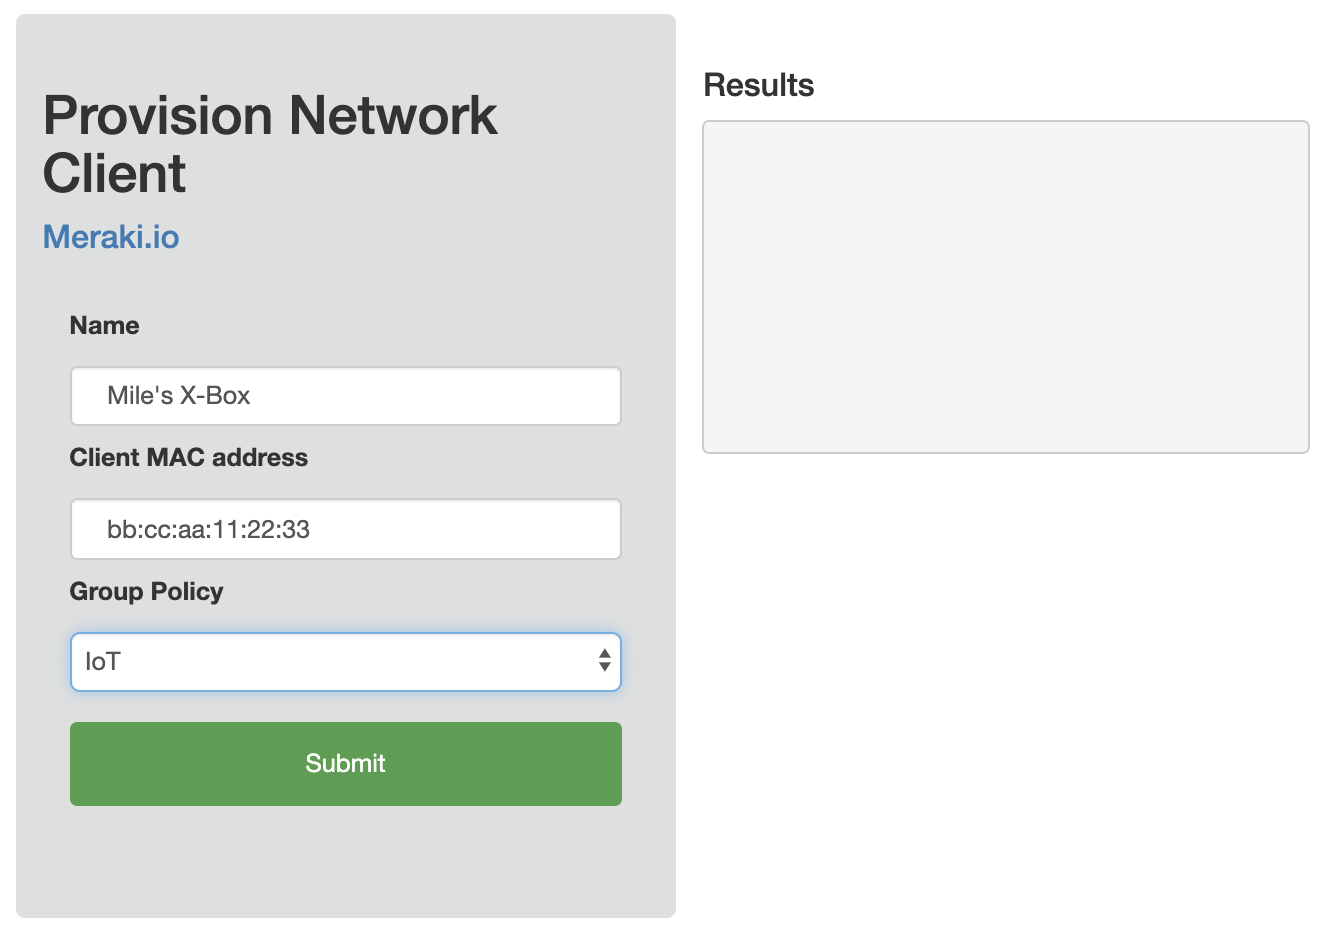 Provision Network
Client
Meraki.io
Name
Mile's X-Box
Client MAC address
bb:cc:aa:11:22:33
Group Policy
IoT
Submit
Results